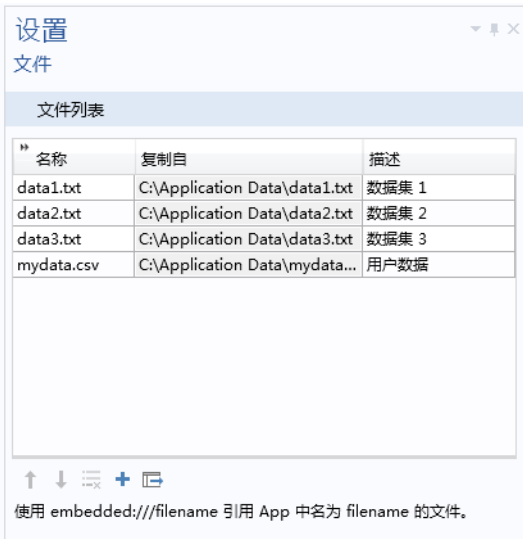 设置
文件
文件列表
名称 复制自 描述
data1.txt C:\Application Data\data1.txt 数据集 1
data2.txt C:\Application Data\data2.txt 数据集 2
data3.txt C:\Application Data\data3.txt 数据集 3
mydata.csv C:\Application Data\mydata... 用户数据
使用 embedded:///filename 引用 App 中名为 filename 的文件。